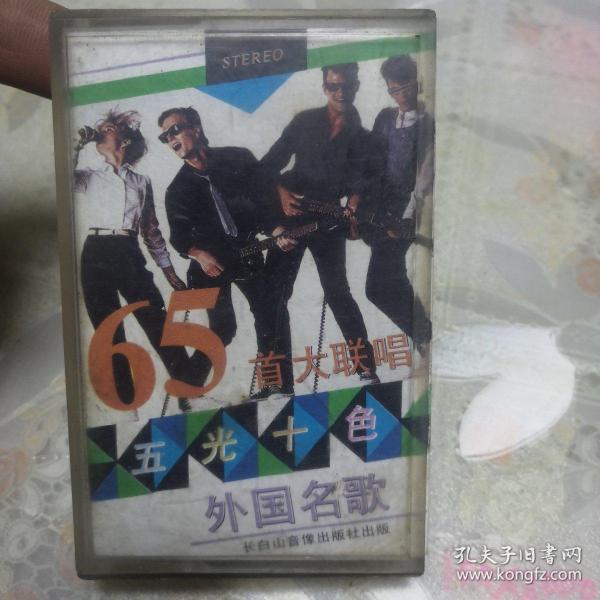 STEREO
65
首大联唱
五光十色
外国名歌
长白山音像出版社出版
孔夫子旧书网
www.kongfz.com